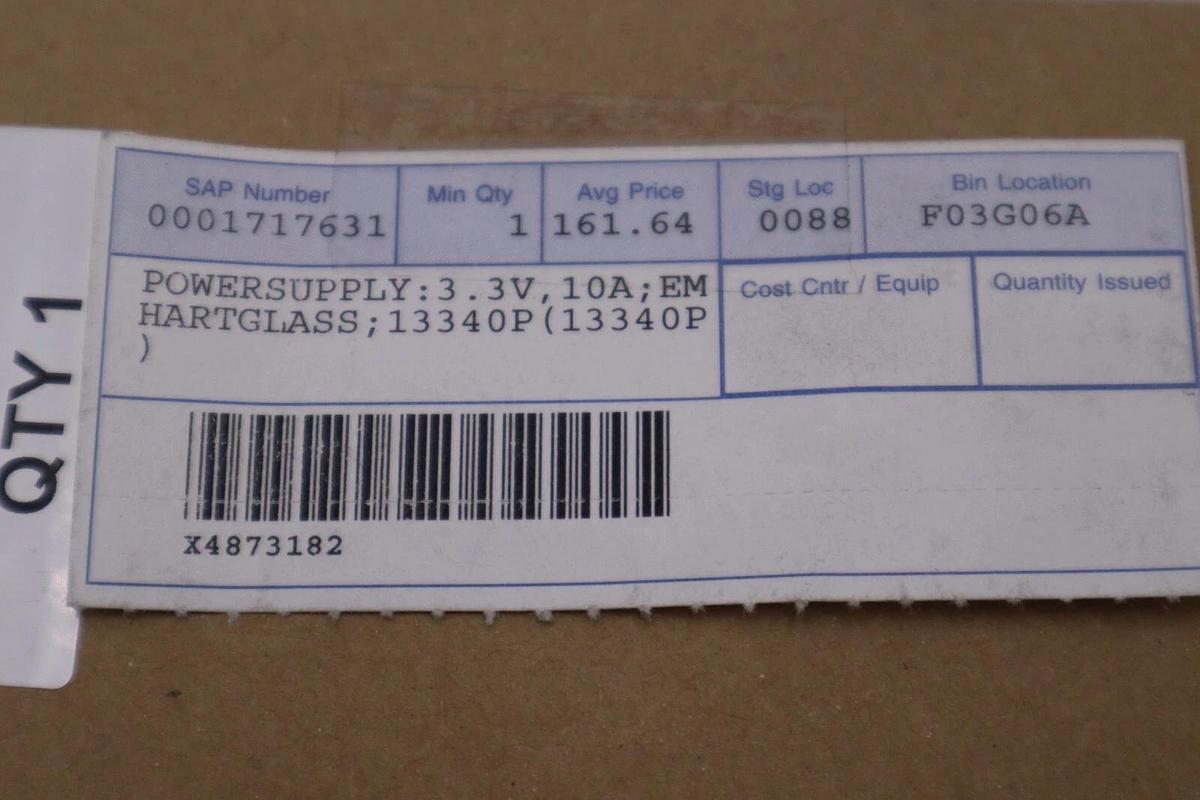 SAP Number Min Qty Avg Price Stg Loc Bin Location
0001717631 1 161.64 0088 F03G06A
POWERSUPPLY:3.3V,10A;EM
HARTGLASS;13340P(13340P
)
Cost Cntr / Equip Quantity Issued
X4873182
QTY 1